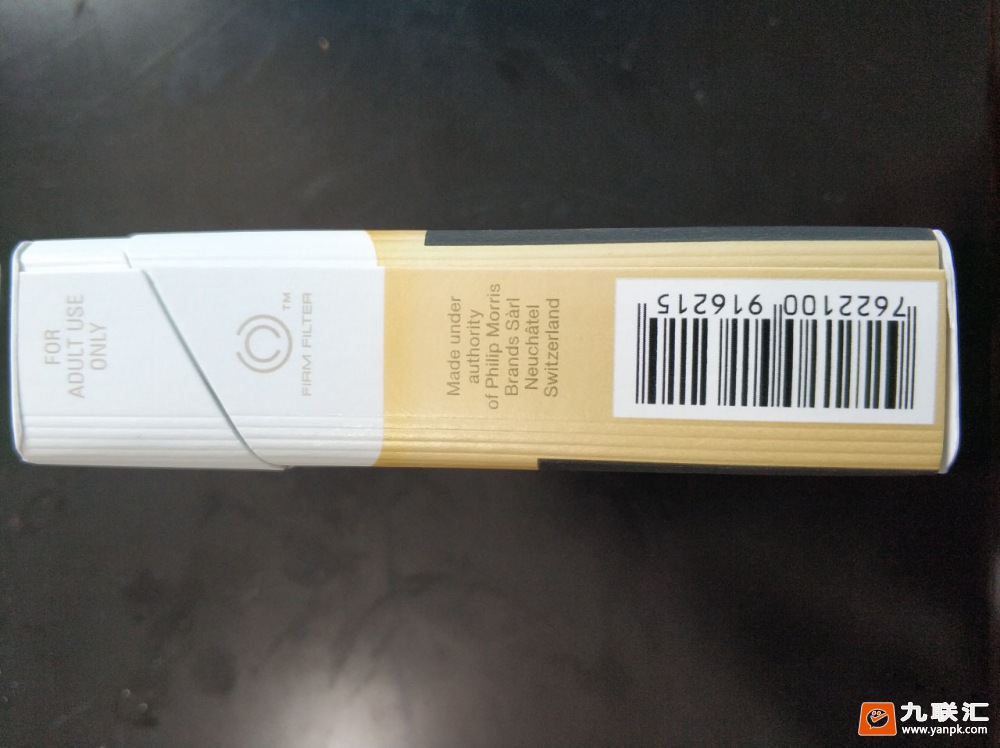 FOR
ADULT USE
ONLY
TM
FIRM FILTER
Made under
authority
of Philip Morris
Brands Sàrl
Neuchâtel
Switzerland
7622100 916215
九联汇
www.yanpk.com